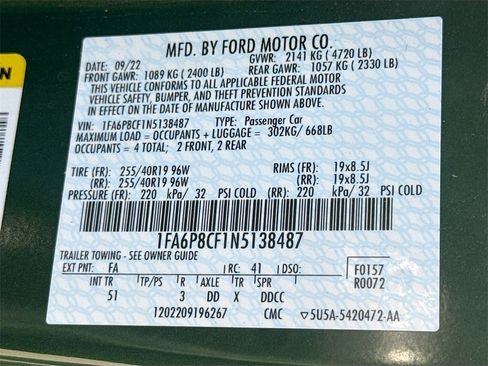 MFD. BY FORD MOTOR CO.
DATE: 09/22 GVWR: 2141 KG ( 4720 LB)
FRONT GAWR: 1089 KG ( 2400 LB) REAR GAWR: 1057 KG ( 2330 LB)
THIS VEHICLE CONFORMS TO ALL APPLICABLE FEDERAL MOTOR
VEHICLE SAFETY, BUMPER, AND THEFT PREVENTION STANDARDS IN
EFFECT ON THE DATE OF MANUFACTURE SHOWN ABOVE.
VIN: 1FA6P8CF1N5138487 TYPE: Passenger Car
MAXIMUM LOAD = OCCUPANTS + LUGGAGE = 302KG/ 668LB
OCCUPANTS = 4 TOTAL; 2 FRONT, 2 REAR
TIRE (FR): 255/40R19 96W RIMS (FR): 19x8.5J
(RR): 255/40R19 96W (RR): 19x8.5J
PRESSURE (FR): 220 kPa/ 32 PSI COLD (RR): 220 kPa/ 32 PSI COLD
1FA6P8CF1N5138487
TRAILER TOWING - SEE OWNER GUIDE
EXT PNT: FA RC: 41 DSO: F0157
INT TR TP/PS R AXLE TR SPR R0072
51 3 DD X DDCC
1202209196267 CMC ▽5U5A-5420472-AA